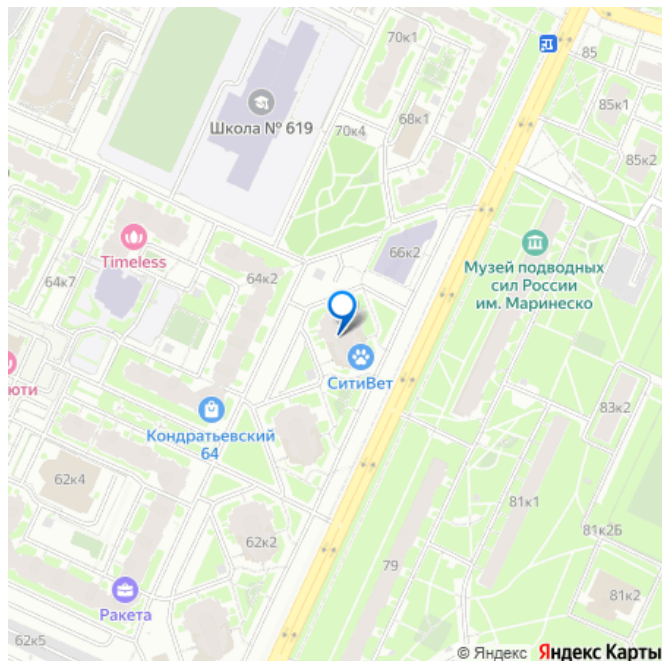 70к1
85
85к1
Школа № 619
70к4
68к1
85к2
66к2
Timeless
Музей подводных
сил России
им. Маринеско
64к7
64к2
СитиВет
юти
83к2
Кондратьевский
64
62к4
81к1
81к2Б
62к2
79
81к2
Ракета
62к5
© Яндекс Яндекс Карты